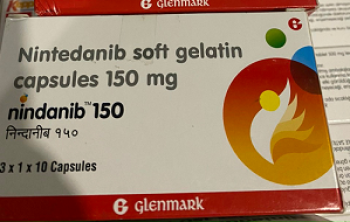 GLENMARK
Nintedanib soft gelatin
capsules 150 mg
nindanib™ 150
निन्दानीब १५०
3 x 1 x 10 Capsules
G GLENMARK